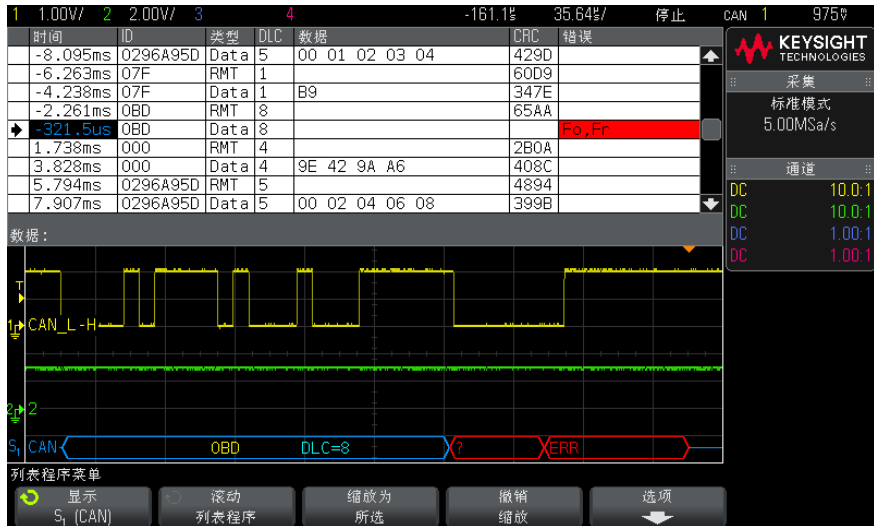 1 1.00V/ 2 2.00V/ 3 4 -161.1µs 35.64µs/ 停止 CAN 1 975mV
时间 ID 类型 DLC 数据 CRC 错误
-8.095ms 0296A95D Data 5 00 01 02 03 04 429D
-6.263ms 07F RMT 1 60D9
-4.238ms 07F Data 1 B9 347E
-2.261ms 0BD RMT 8 65AA
-321.5us 0BD Data 8 Fo,Fr
1.738ms 000 RMT 4 2B0A
3.828ms 000 Data 4 9E 42 9A A6 408C
5.794ms 0296A95D RMT 5 4894
7.907ms 0296A95D Data 5 00 02 04 06 08 399B
数据:
KEYSIGHT
TECHNOLOGIES
采集
标准模式
5.00MSa/s
通道
DC 10.0:1
DC 10.0:1
DC 1.00:1
DC 1.00:1
T
1 CAN_L-H
2 2
S1 CAN 0BD DLC=8 ? ERR
列表程序菜单
显示
S1 (CAN)
滚动
列表程序
缩放为
所选
撤销
缩放
选项